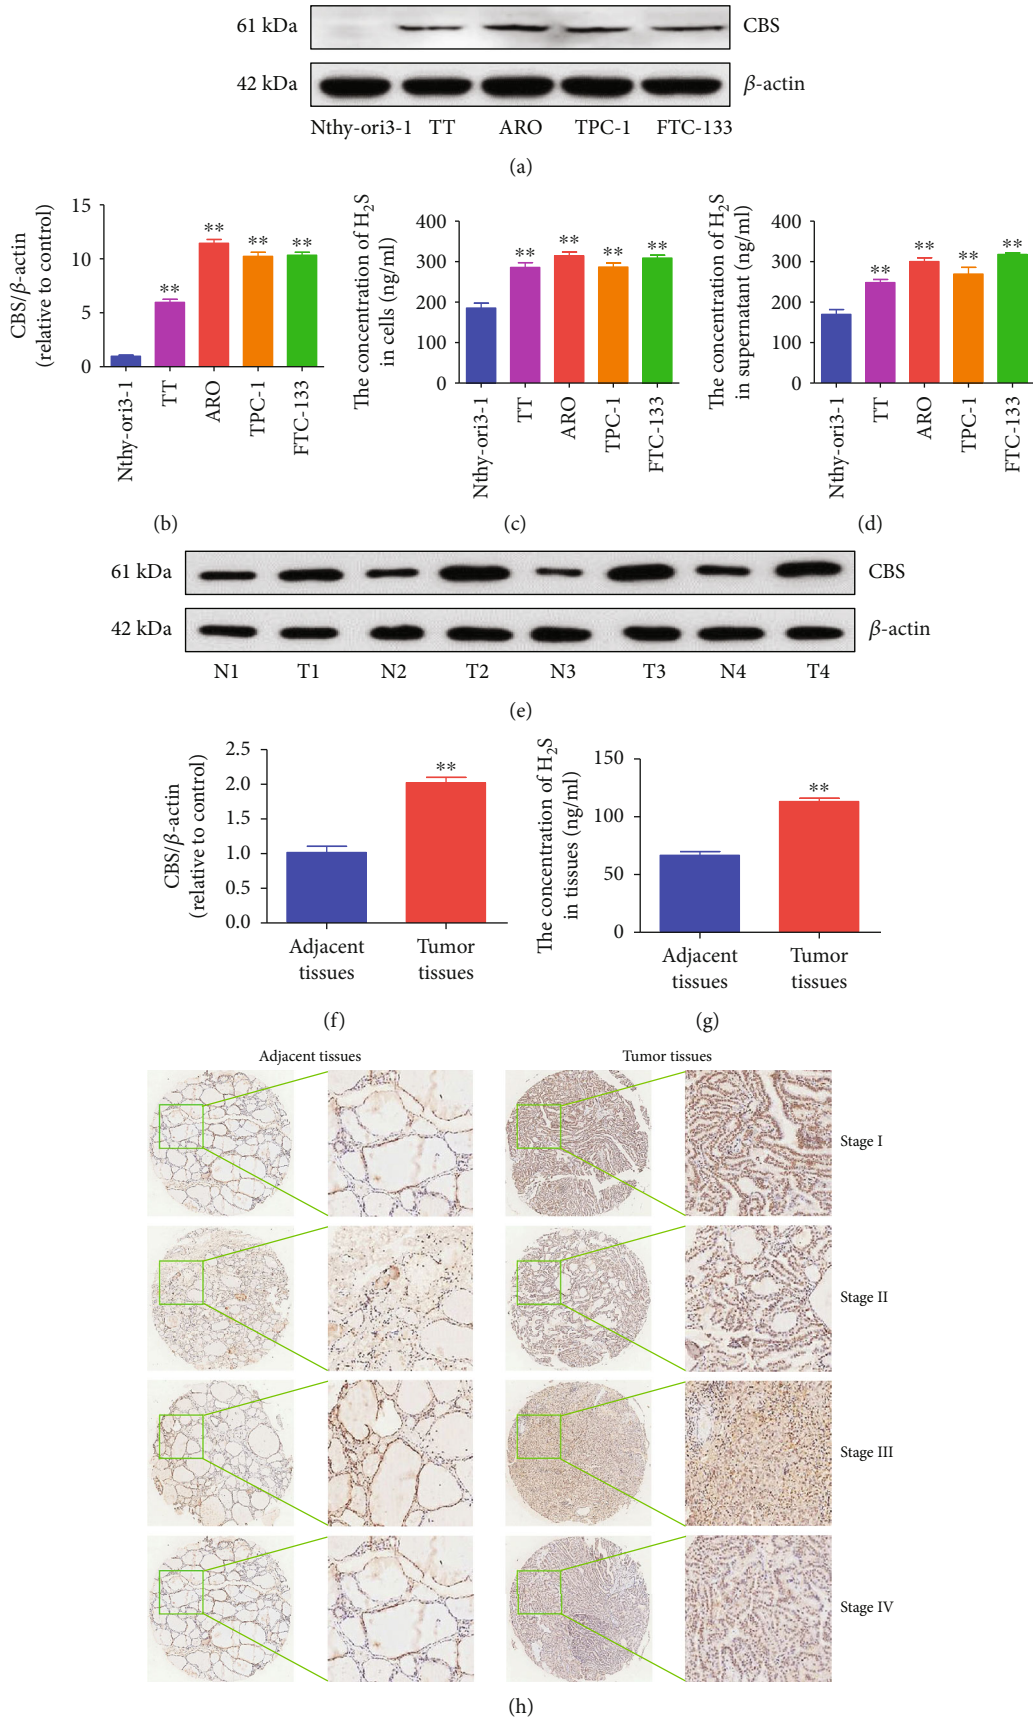 61 kDa CBS
42 kDa β-actin
Nthy-ori3-1 TT ARO TPC-1 FTC-133
(a)
CBS/β-actin
(relative to control)
15
10
5
0
**
**
**
**
Nthy-ori3-1
TT
ARO
TPC-1
FTC-133
(b)
The concentration of H₂S
in cells (ng/ml)
400
300
200
100
0
**
**
**
**
Nthy-ori3-1
TT
ARO
TPC-1
FTC-133
(c)
The concentration of H₂S
in supernatant (ng/ml)
400
300
200
100
0
**
**
**
**
Nthy-ori3-1
TT
ARO
TPC-1
FTC-133
(d)
61 kDa CBS
42 kDa β-actin
N1 T1 N2 T2 N3 T3 N4 T4
(e)
CBS/β-actin
(relative to control)
2.5
2.0
1.5
1.0
0.5
0.0
**
Adjacent
tissues
Tumor
tissues
(f)
The concentration of H₂S
in tissues (ng/ml)
150
100
50
0
**
Adjacent
tissues
Tumor
tissues
(g)
Adjacent tissues Tumor tissues
Stage I
Stage II
Stage III
Stage IV
(h)